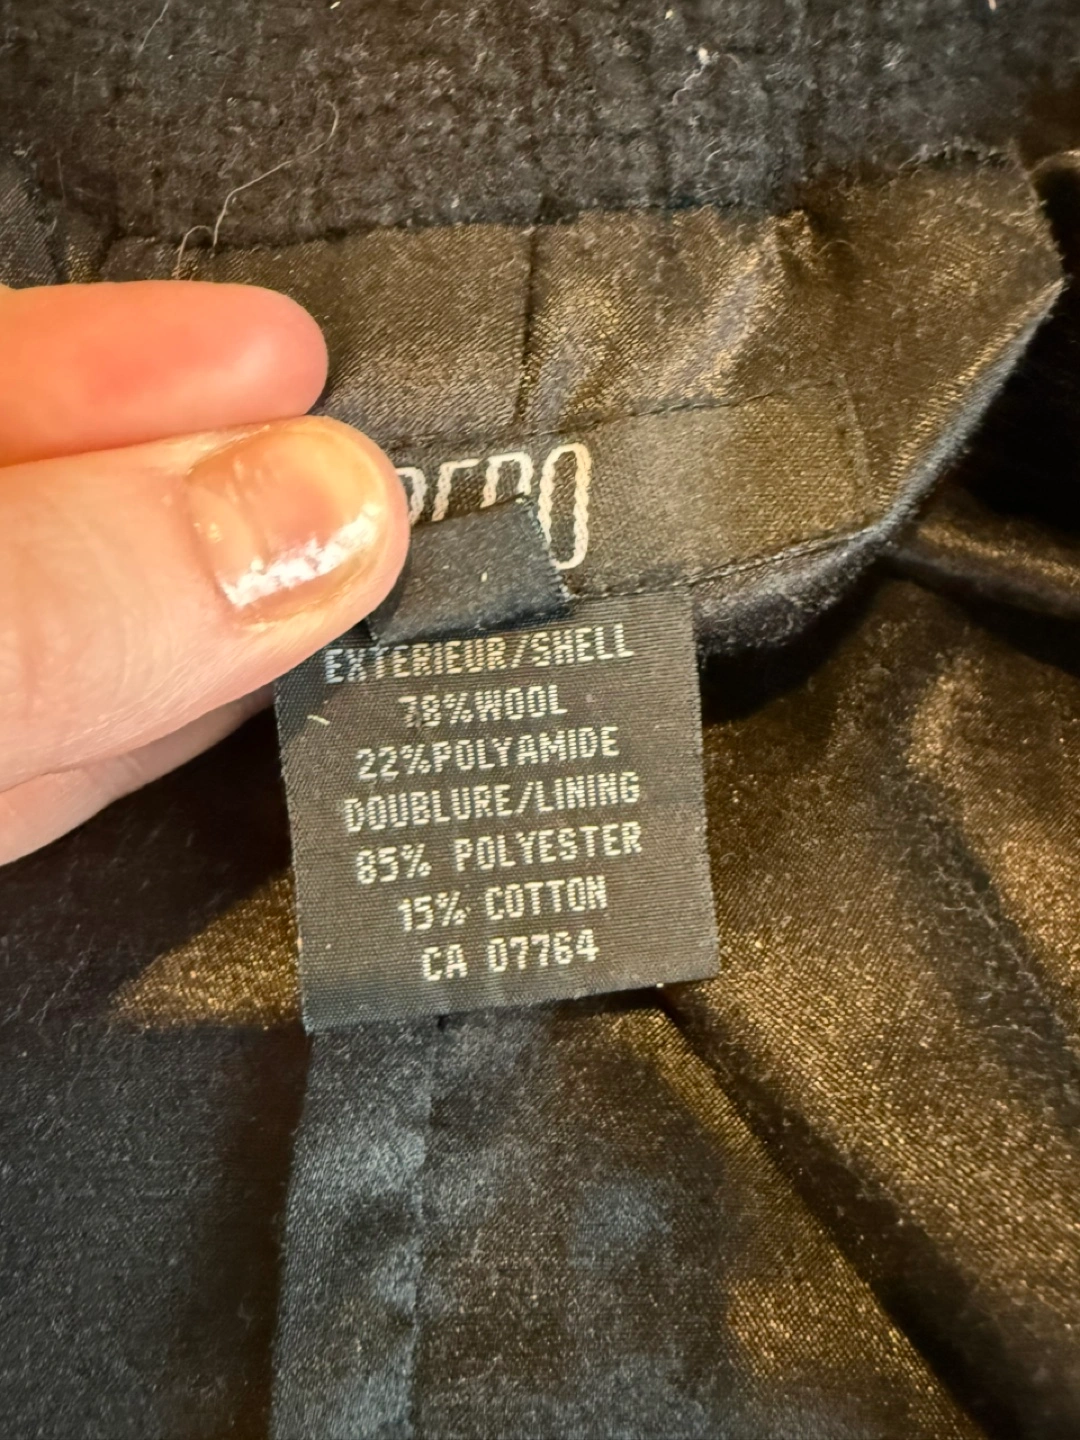 EXTERIEUR/SHELL
78%WOOL
22%POLYAMIDE
DOUBLURE/LINING
85% POLYESTER
15% COTTON
CA 07764